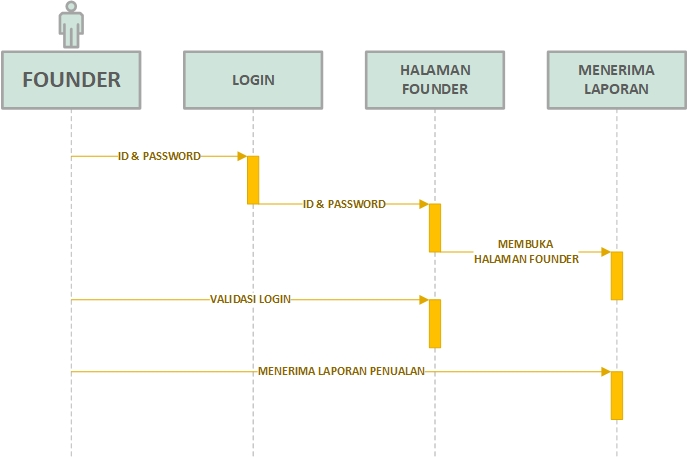 FOUNDER
LOGIN
HALAMAN
FOUNDER
MENERIMA
LAPORAN
ID & PASSWORD
ID & PASSWORD
MEMBUKA
HALAMAN FOUNDER
VALIDASI LOGIN
MENERIMA LAPORAN PENUALAN